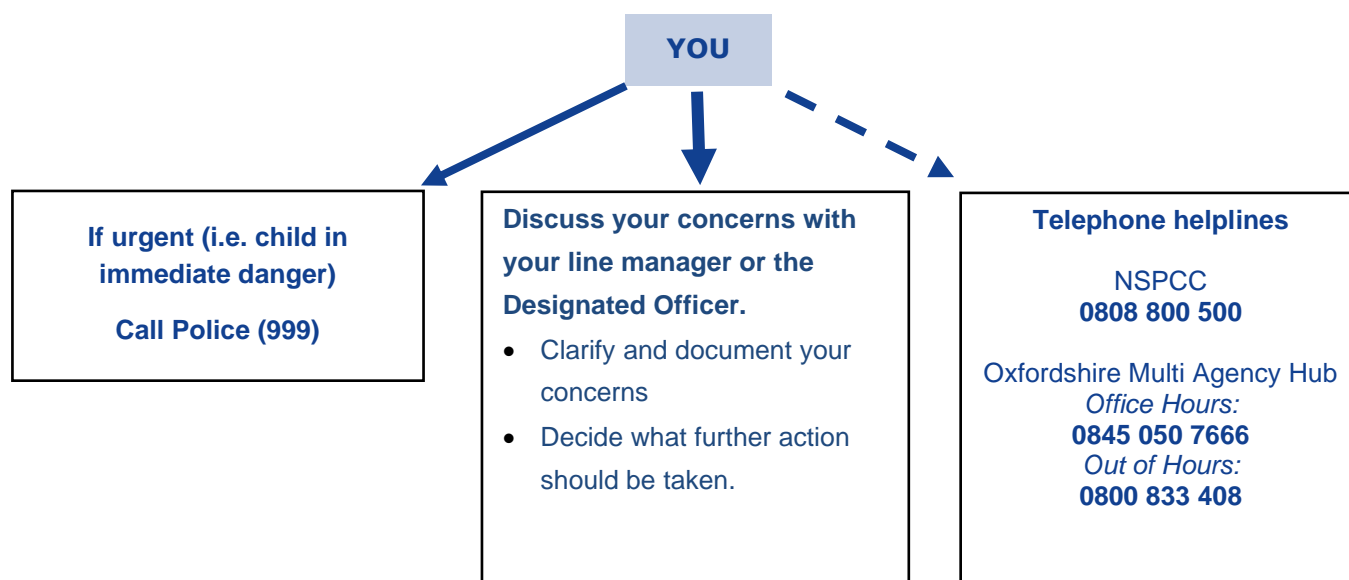 YOU
If urgent (i.e. child in
immediate danger)
Call Police (999)
Discuss your concerns with
your line manager or the
Designated Officer.
• Clarify and document your
concerns
• Decide what further action
should be taken.
Telephone helplines
NSPCC
0808 800 500
Oxfordshire Multi Agency Hub
Office Hours:
0845 050 7666
Out of Hours:
0800 833 408